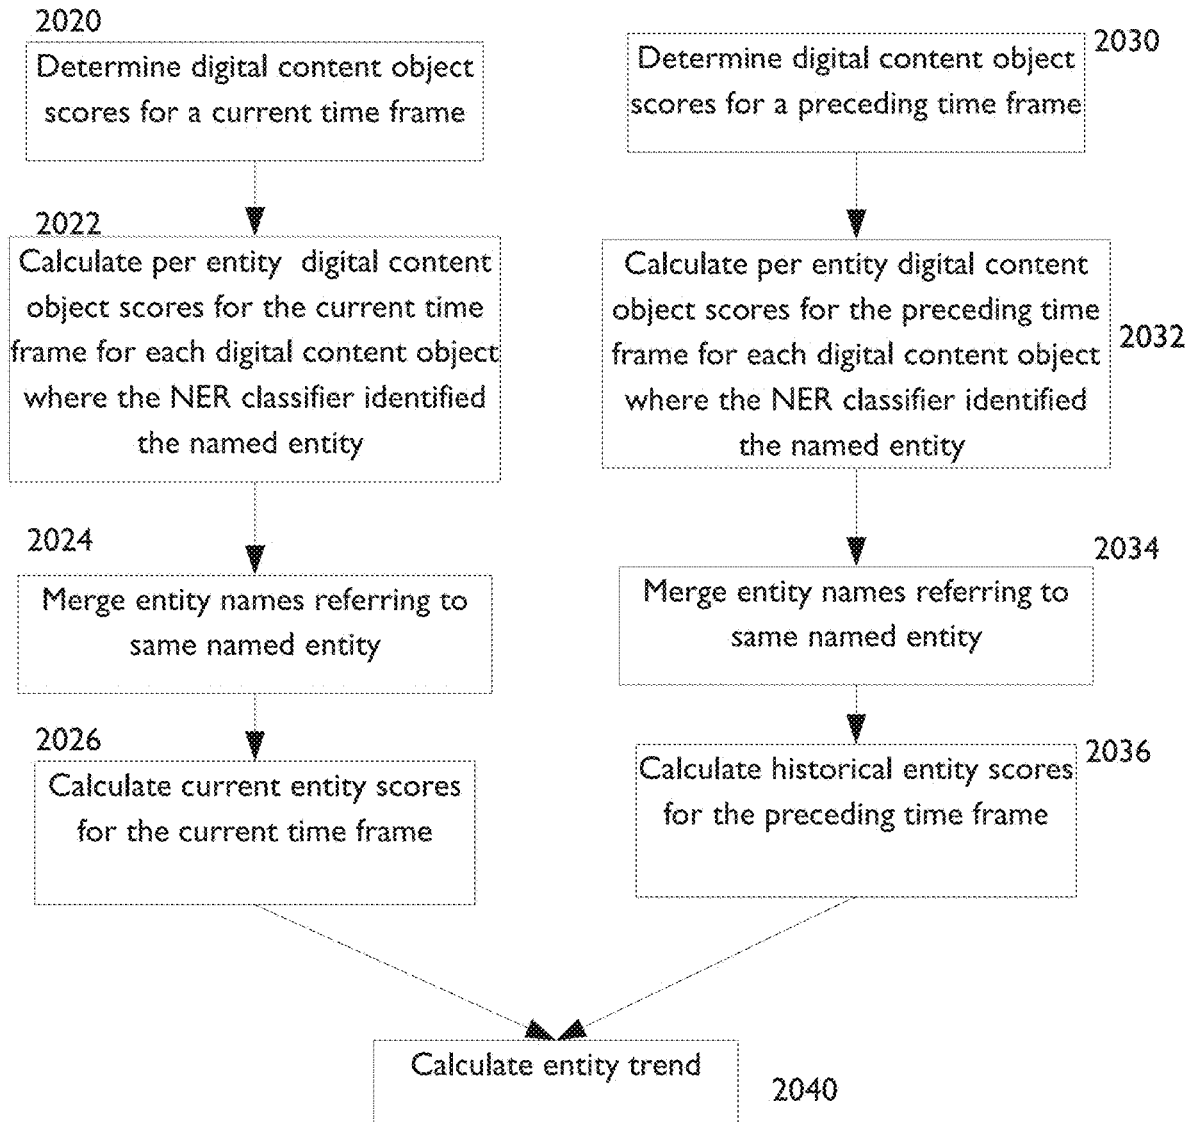 2020
Determine digital content object
scores for a current time frame
2022
Calculate per entity digital content
object scores for the current time
frame for each digital content object
where the NER classifier identified
the named entity
2024
Merge entity names referring to
same named entity
2026
Calculate current entity scores
for the current time frame
2030
Determine digital content object
scores for a preceding time frame
Calculate per entity digital content
object scores for the preceding time
frame for each digital content object
where the NER classifier identified
the named entity
2032
2034
Merge entity names referring to
same named entity
2036
Calculate historical entity scores
for the preceding time frame
Calculate entity trend
2040